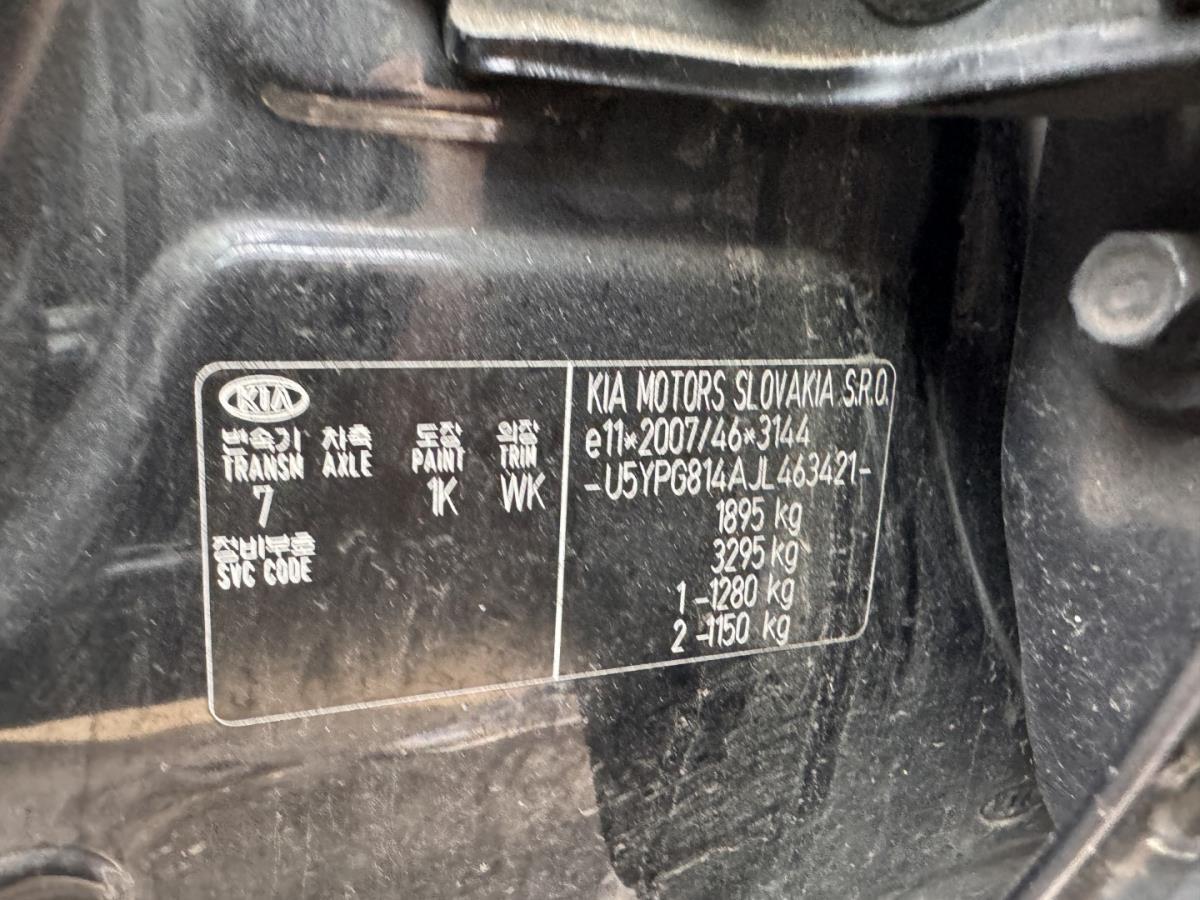 KIA
변속기 차축 도장 외장
TRANSM AXLE PAINT TRIM
7 1K WK
정비부호
SVC CODE
KIA MOTORS SLOVAKIA S.R.O.
e11*2007/46*3144
-U5YPG814AJL463421-
1895 kg
3295 kg
1 -1280 kg
2 -1150 kg